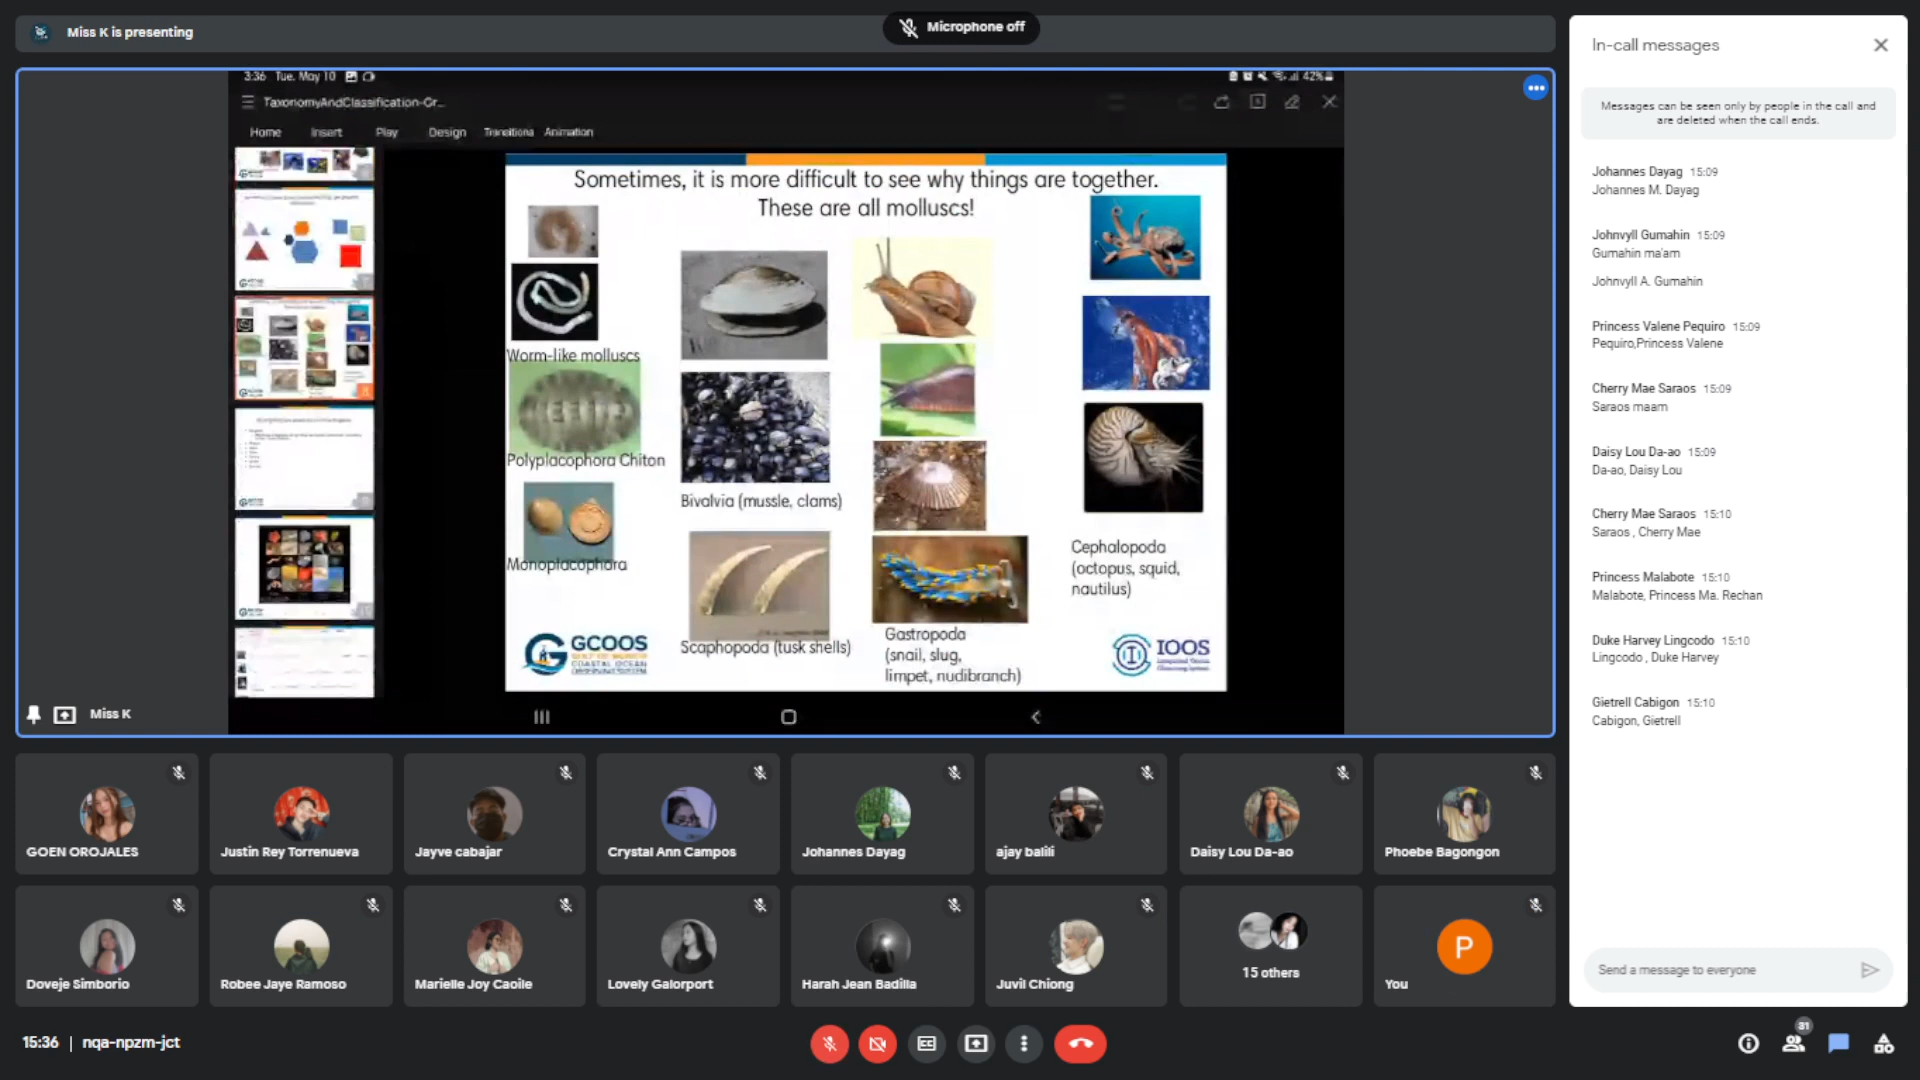 Miss K is presenting
Microphone off
3:36 Tue, May 10
42%
TaxonomyAndClassification-Gr...
Home Insert Play Design Transitions Animation
Sometimes, it is more difficult to see why things are together.
These are all molluscs!
Worm-like molluscs
Polyplacophora Chiton
Monoplacophora
Bivalvia (mussle, clams)
Scaphopoda (tusk shells)
Gastropoda
(snail, slug,
limpet, nudibranch)
Cephalopoda
(octopus, squid,
nautilus)
GCOOS
COASTAL OCEAN
IOOS
Miss K
GOEN OROJALES
Justin Rey Torrenueva
Jayve cabajar
Crystal Ann Campos
Johannes Dayag
ajay balili
Daisy Lou Da-ao
Phoebe Bagongon
Doveje Simborio
Robee Jaye Ramoso
Marielle Joy Caoile
Lovely Galorport
Harah Jean Badilla
Juvil Chiong
15 others
P
You
15:36 | nqa-npzm-jct
31
In-call messages
Messages can be seen only by people in the call and
are deleted when the call ends.
Johannes Dayag 15:09
Johannes M. Dayag
Johnvyll Gumahin 15:09
Gumahin ma'am
Johnvyll A. Gumahin
Princess Valene Pequiro 15:09
Pequiro,Princess Valene
Cherry Mae Saraos 15:09
Saraos maam
Daisy Lou Da-ao 15:09
Da-ao, Daisy Lou
Cherry Mae Saraos 15:10
Saraos , Cherry Mae
Princess Malabote 15:10
Malabote, Princess Ma. Rechan
Duke Harvey Lingcodo 15:10
Lingcodo , Duke Harvey
Gietrell Cabigon 15:10
Cabigon, Gietrell
Send a message to everyone